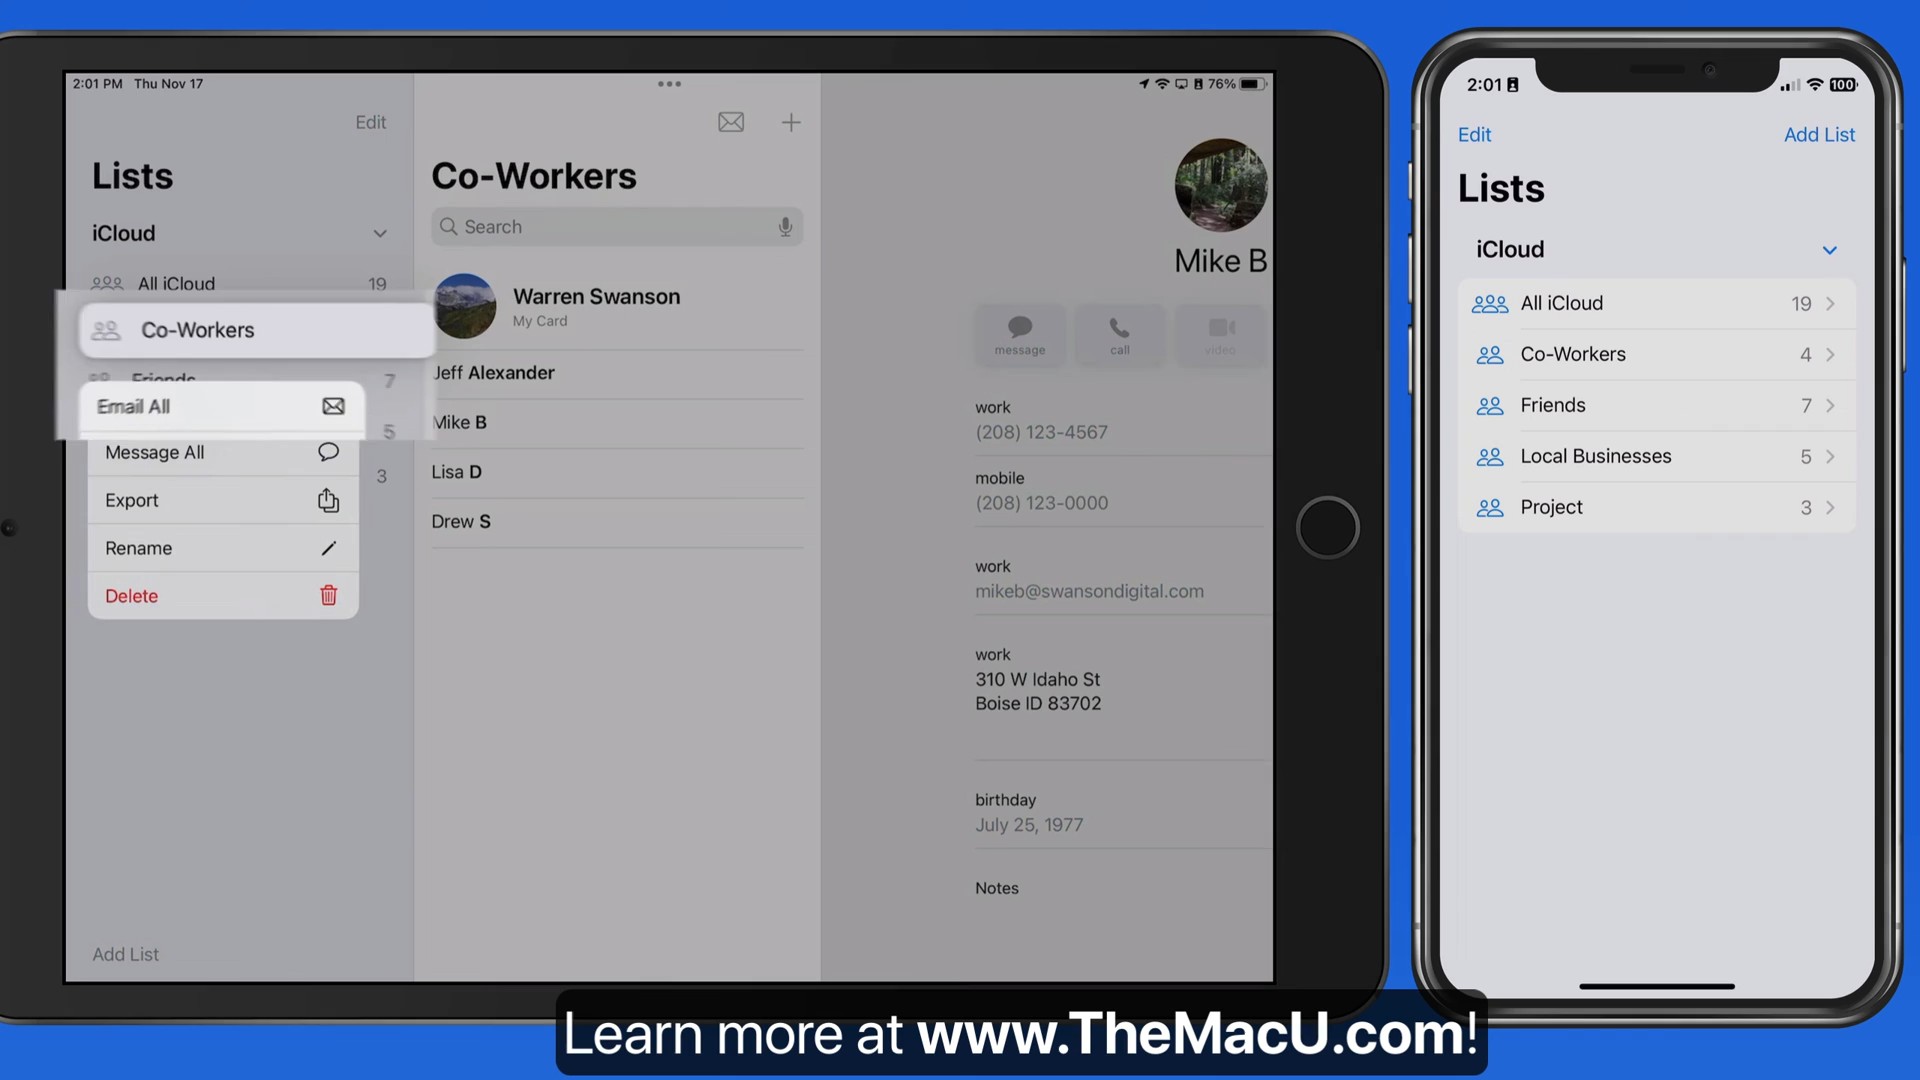 2:01 PM Thu Nov 17
76%
Edit
Lists
iCloud
All iCloud 19
Co-Workers
Friends 7
Email All
5
Message All
3
Export
Rename
Delete
Add List
Co-Workers
Search
Warren Swanson
My Card
Jeff Alexander
Mike B
Lisa D
Drew S
Mike B
message
call
video
work
(208) 123-4567
mobile
(208) 123-0000
work
mikeb@swansondigital.com
work
310 W Idaho St
Boise ID 83702
birthday
July 25, 1977
Notes
2:01
100
Edit
Add List
Lists
iCloud
All iCloud 19
Co-Workers 4
Friends 7
Local Businesses 5
Project 3
Learn more at www.TheMacU.com!